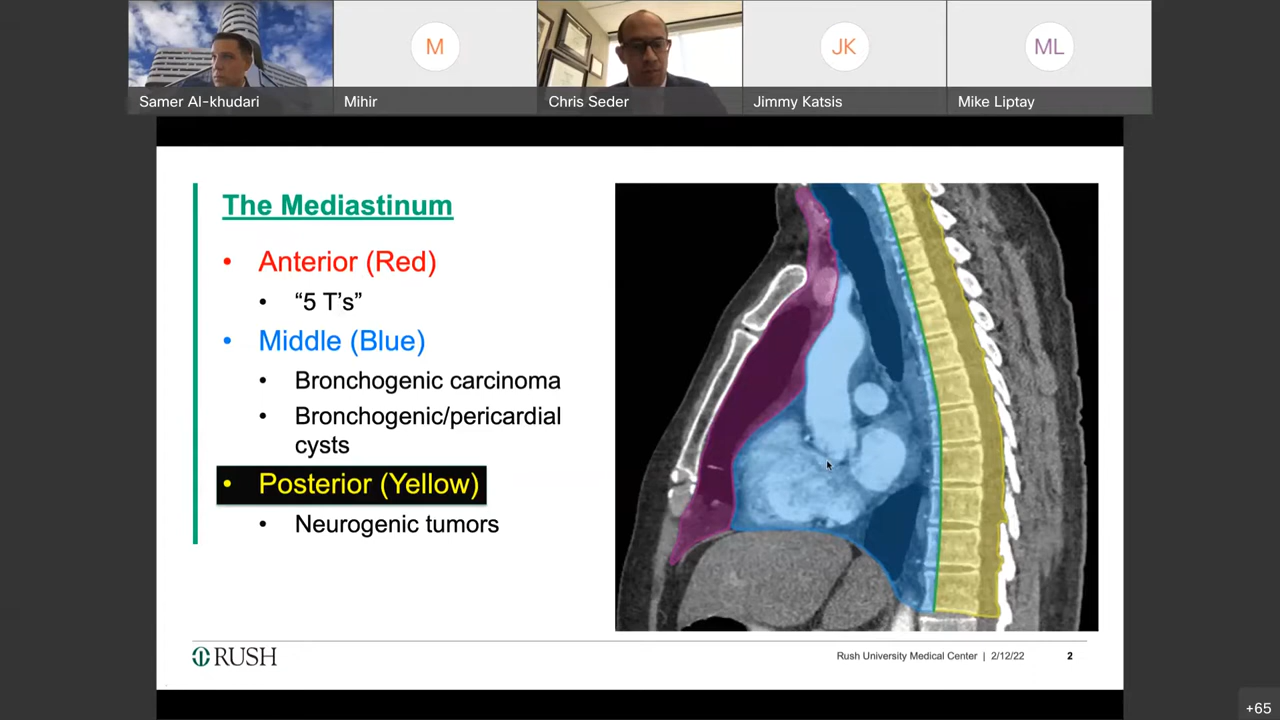 M
JK
ML
Samer Al-khudari
Mihir
Chris Seder
Jimmy Katsis
Mike Liptay
The Mediastinum
• Anterior (Red)
• “5 T’s”
• Middle (Blue)
• Bronchogenic carcinoma
• Bronchogenic/pericardial
cysts
• Posterior (Yellow)
• Neurogenic tumors
RUSH
Rush University Medical Center | 2/12/22 2
+65